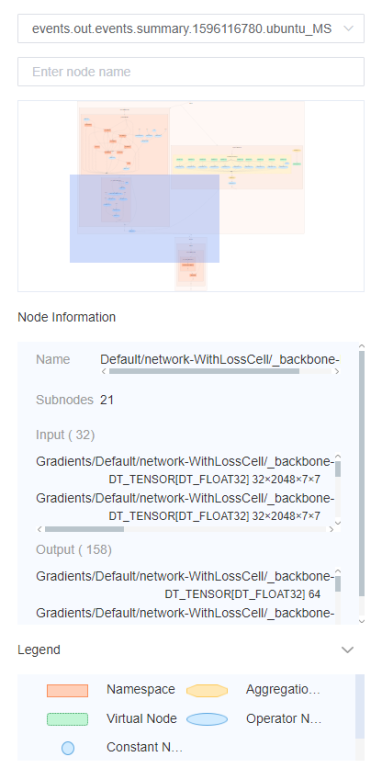 events.out.events.summary.1596116780.ubuntu_MS
Enter node name
Node Information
Name Default/network-WithLossCell/_backbone-
Subnodes 21
Input ( 32)
Gradients/Default/network-WithLossCell/_backbone-
DT_TENSOR[DT_FLOAT32] 32×2048×7×7
Gradients/Default/network-WithLossCell/_backbone-
DT_TENSOR[DT_FLOAT32] 32×2048×7×7
Output ( 158)
Gradients/Default/network-WithLossCell/_backbone-
DT_TENSOR[DT_FLOAT32] 64
Gradients/Default/network-WithLossCell/_backbone-
Legend
Namespace Aggregatio...
Virtual Node Operator N...
Constant N...